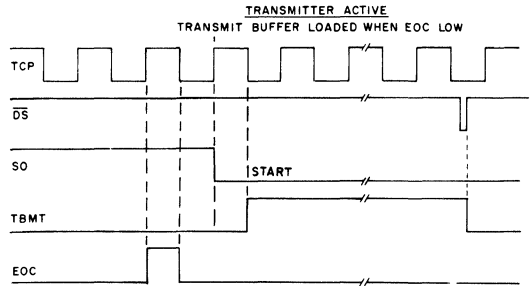 TRANSMITTER ACTIVE
TRANSMIT BUFFER LOADED WHEN EOC LOW
TCP
DS
SO
START
TBMT
EOC